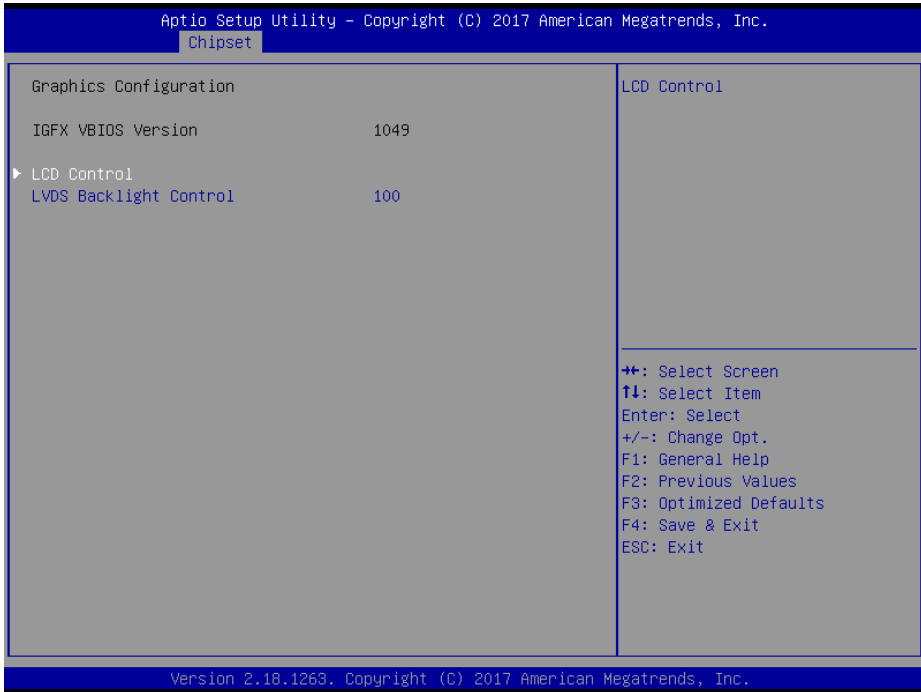 Aptio Setup Utility – Copyright (C) 2017 American Megatrends, Inc.
Chipset
Graphics Configuration
IGFX VBIOS Version 1049
▶ LCD Control
LVDS Backlight Control 100
LCD Control
→←: Select Screen
↑↓: Select Item
Enter: Select
+/-: Change Opt.
F1: General Help
F2: Previous Values
F3: Optimized Defaults
F4: Save & Exit
ESC: Exit
Version 2.18.1263. Copyright (C) 2017 American Megatrends, Inc.